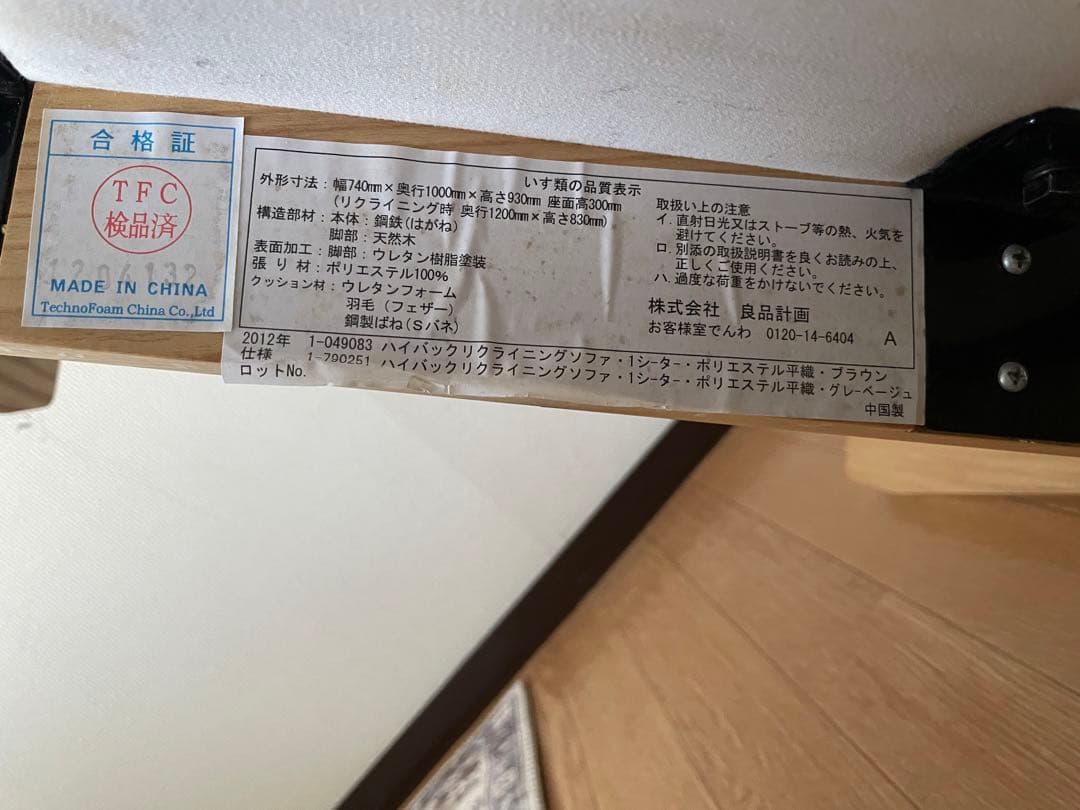 合格証
TFC
検品済
MADE IN CHINA
TechnoFoam China Co.,Ltd
いす類の品質表示
外形寸法：幅740mm×奥行1000mm×高さ930mm 座面高300mm
(リクライニング時 奥行1200mm×高さ830mm)
構造部材：本体：鋼鉄(はがね)
脚部：天然木
表面加工：脚部：ウレタン樹脂塗装
張り材：ポリエステル100%
クッション材：ウレタンフォーム
羽毛(フェザー)
鋼製ばね(Sバネ)
取扱い上の注意
イ.直射日光又はストーブ等の熱、火気を
避けてください。
ロ.別添の取扱説明書を良くお読みの上、
正しくご使用ください。
ハ.過度な荷重をかけないでください。
株式会社 良品計画
お客様室でんわ 0120-14-6404 A
2012年 1-049083 ハイバックリクライニングソファ・1シーター・ポリエステル平織・ブラウン
仕様 1-790251 ハイバックリクライニングソファ・1シーター・ポリエステル平織・グレーベージュ
ロットNo.
中国製